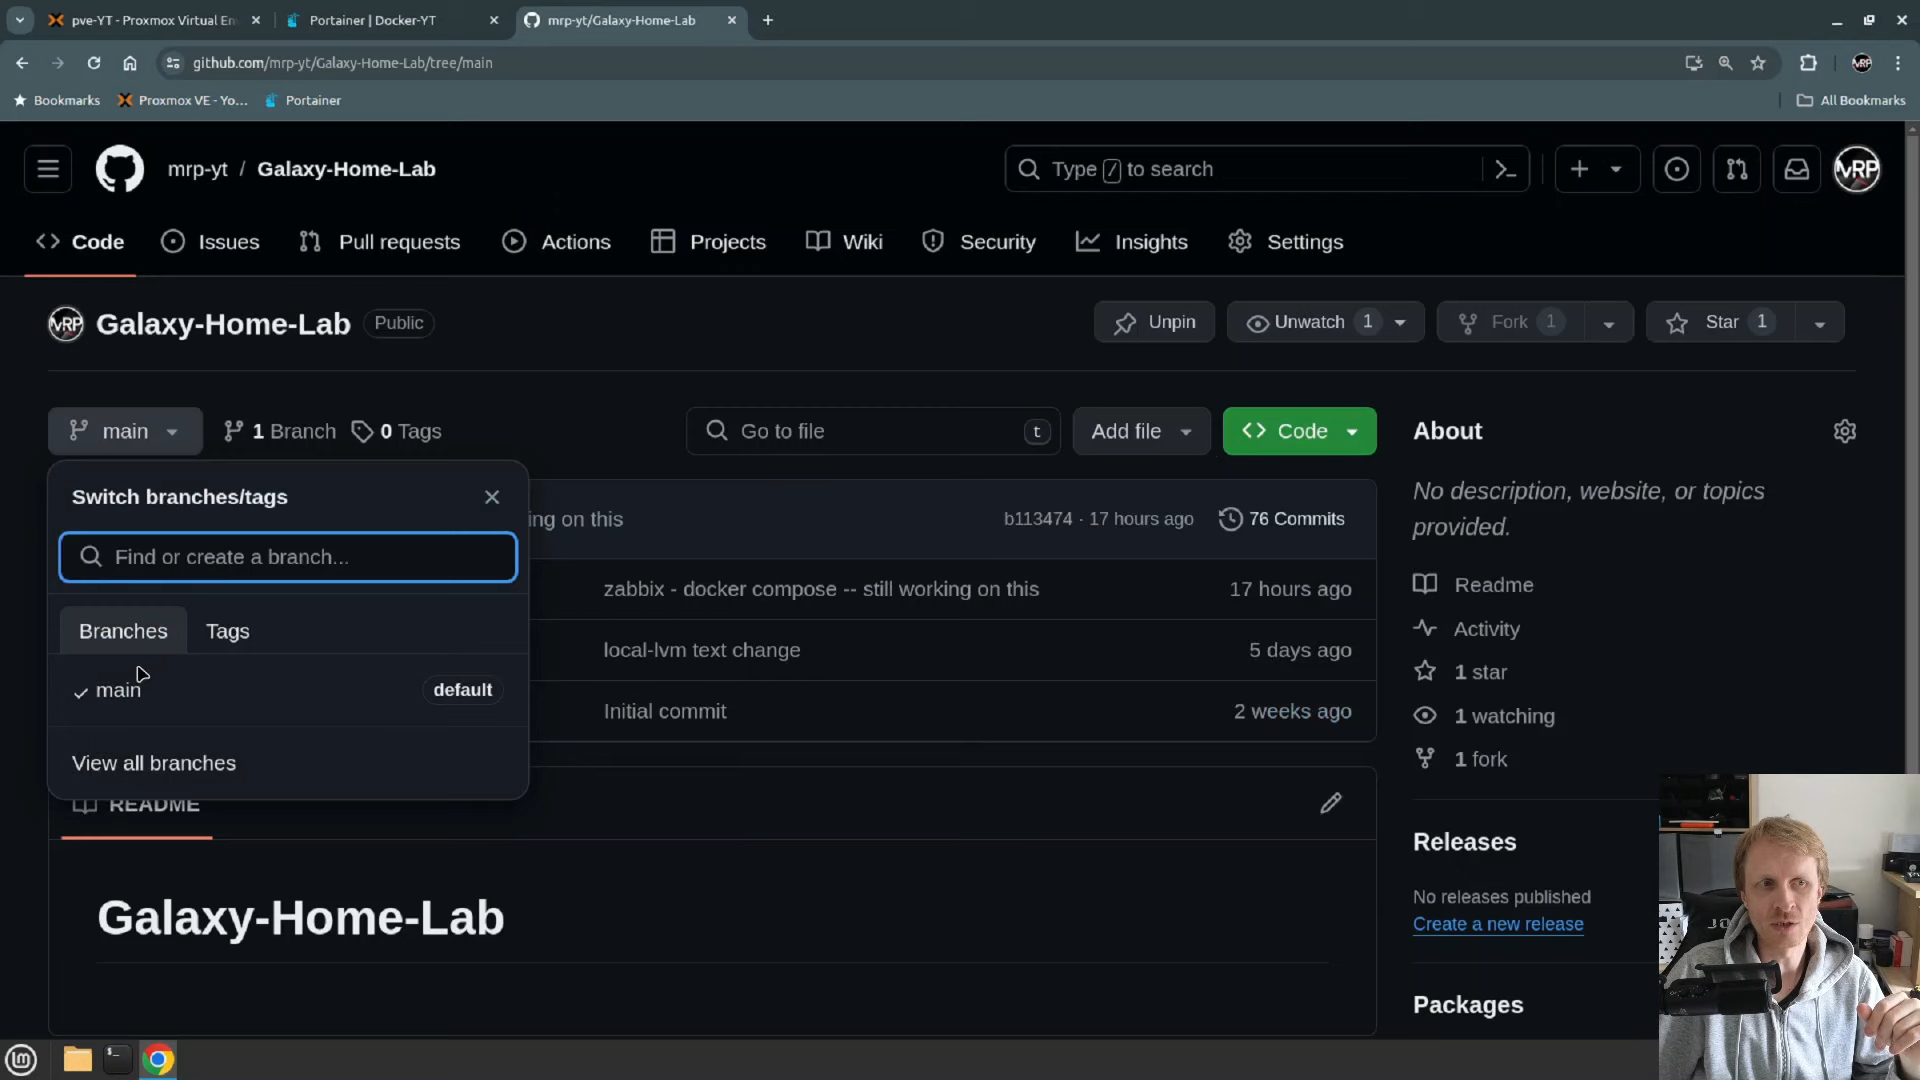 pve-YT - Proxmox Virtual En
Portainer | Docker-YT
mrp-yt/Galaxy-Home-Lab
github.com/mrp-yt/Galaxy-Home-Lab/tree/main
Bookmarks
Proxmox VE - Yo...
Portainer
All Bookmarks
mrp-yt / Galaxy-Home-Lab
Type / to search
MRP
Code
Issues
Pull requests
Actions
Projects
Wiki
Security
Insights
Settings
MRP
Galaxy-Home-Lab
Public
Unpin
Unwatch 1
Fork 1
Star 1
main
1 Branch
0 Tags
Go to file
t
Add file
Code
About
No description, website, or topics
provided.
Switch branches/tags
Find or create a branch...
Branches
Tags
main
default
View all branches
ing on this
b113474 · 17 hours ago
76 Commits
zabbix - docker compose -- still working on this
17 hours ago
local-lvm text change
5 days ago
Initial commit
2 weeks ago
Readme
Activity
1 star
1 watching
1 fork
README
Galaxy-Home-Lab
Releases
No releases published
Create a new release
Packages